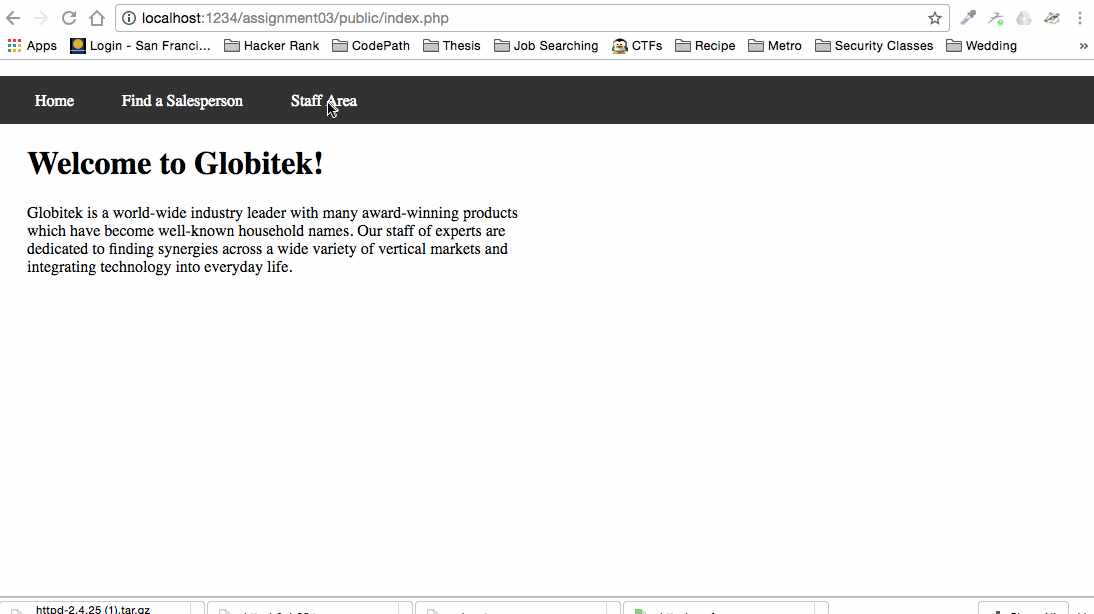 localhost:1234/assignment03/public/index.php
Apps Login - San Franci... Hacker Rank CodePath Thesis Job Searching CTFs Recipe Metro Security Classes Wedding »
Home Find a Salesperson Staff Area
Welcome to Globitek!
Globitek is a world-wide industry leader with many award-winning products
which have become well-known household names. Our staff of experts are
dedicated to finding synergies across a wide variety of vertical markets and
integrating technology into everyday life.
httpd-2.4.25 (1).tar.gz